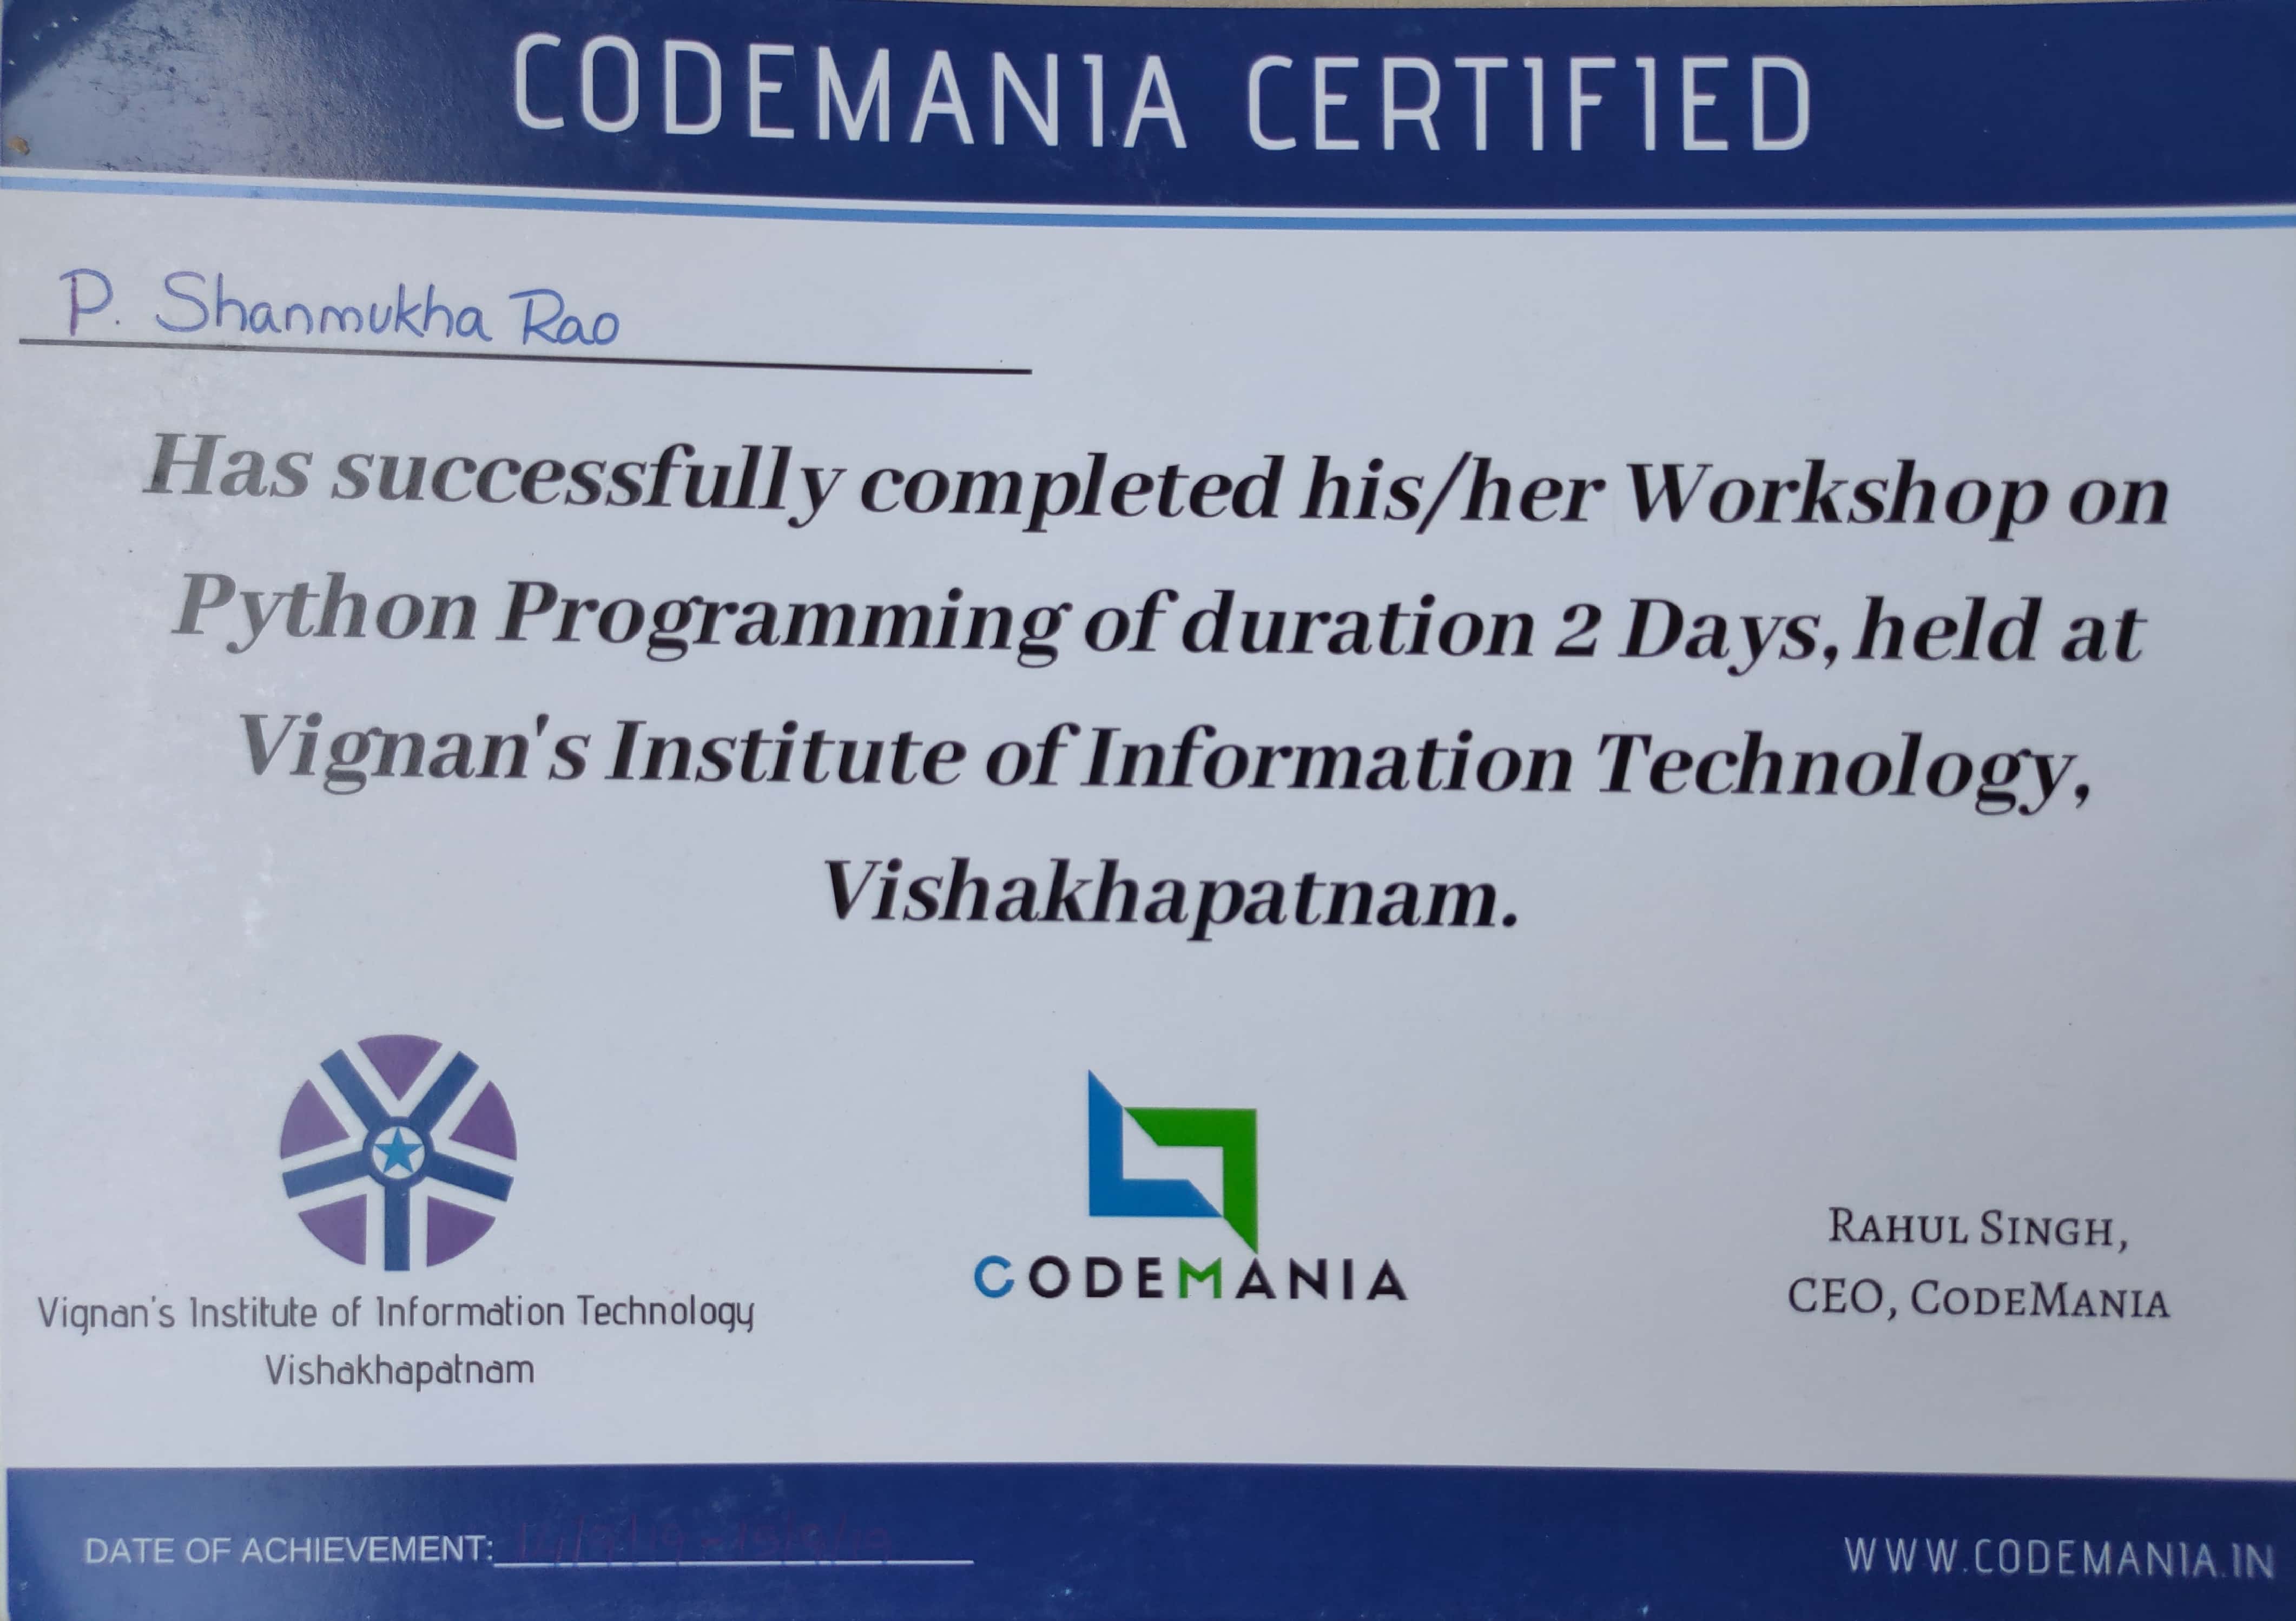 CODEMANIA CERTIFIED
P. Shanmukha Rao
Has successfully completed his/her Workshop on
Python Programming of duration 2 Days, held at
Vignan's Institute of Information Technology,
Vishakhapatnam.
Vignan's Institute of Information Technology
Vishakhapatnam
CODEMANIA
RAHUL SINGH,
CEO, CODEMANIA
DATE OF ACHIEVEMENT:
WWW.CODEMANIA.IN